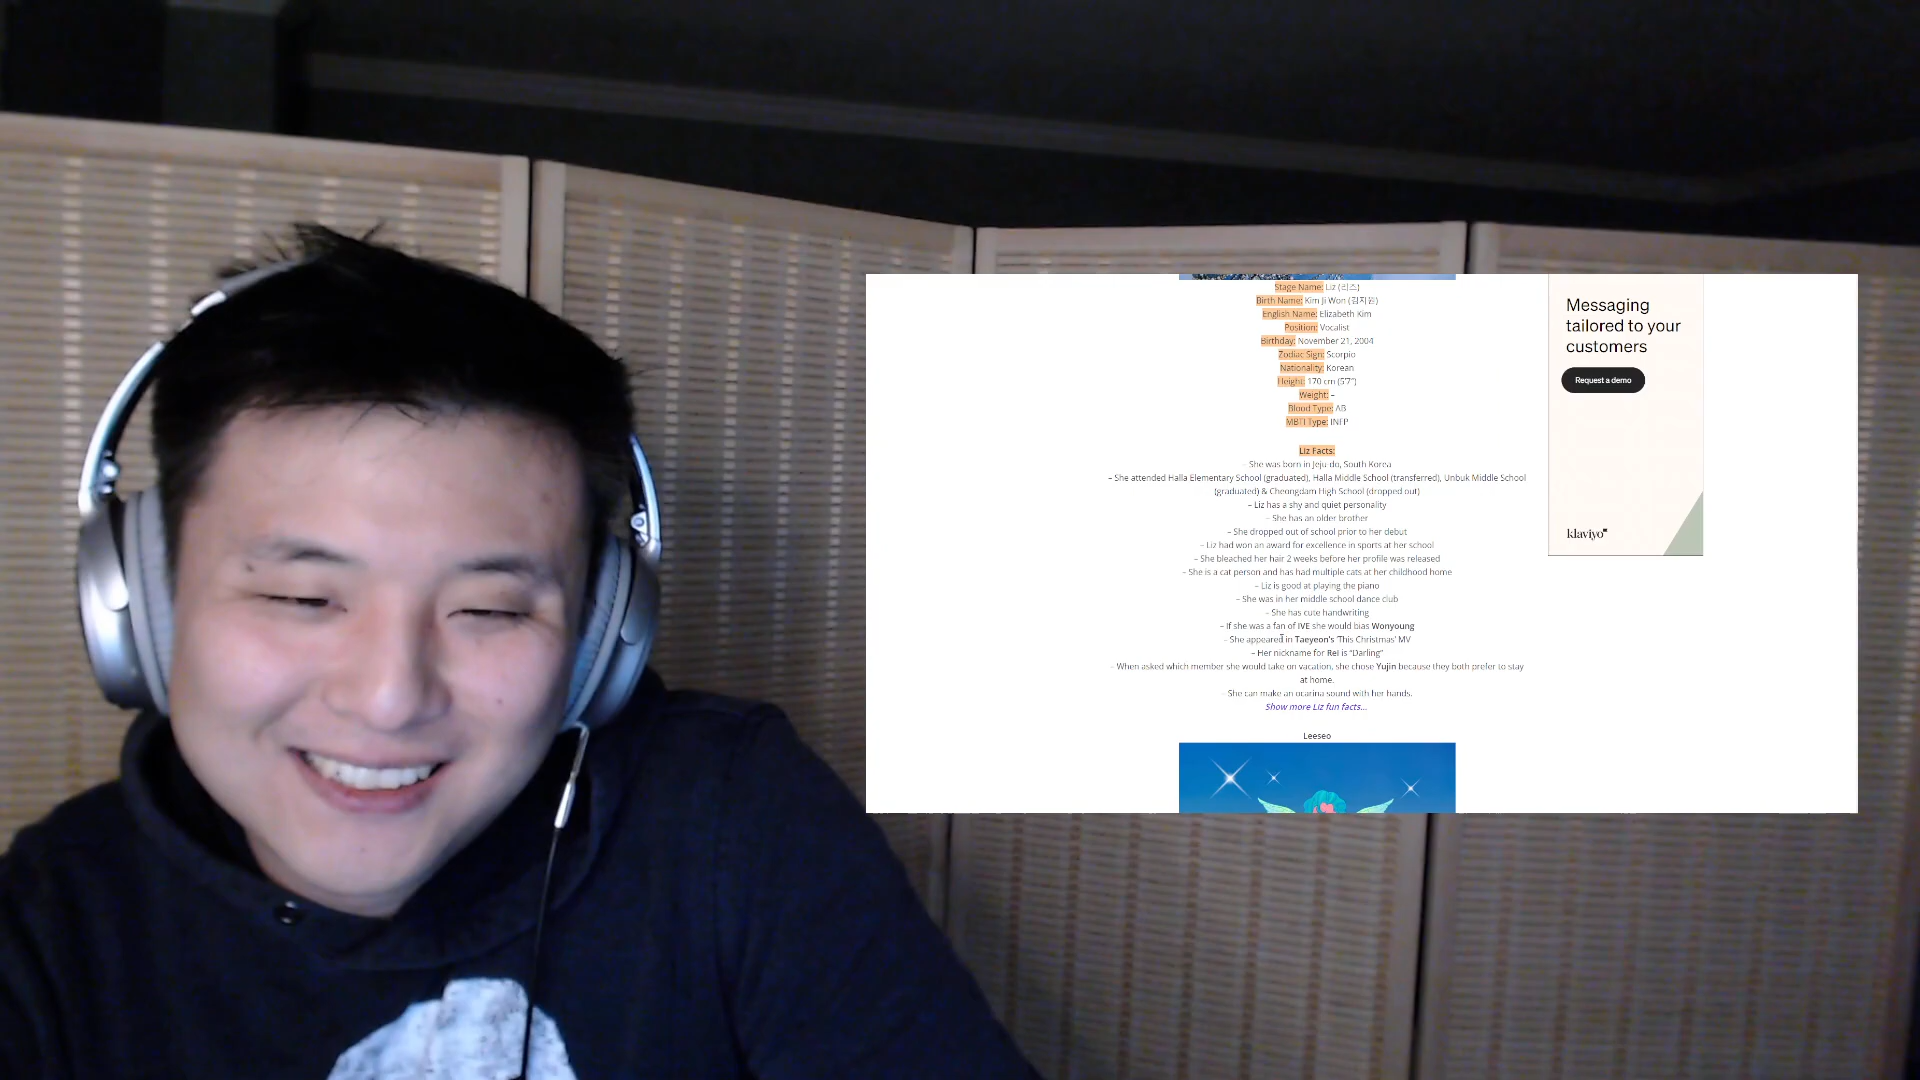 Stage Name: Liz (리즈)
Birth Name: Kim Ji Won (김지원)
English Name: Elizabeth Kim
Position: Vocalist
Birthday: November 21, 2004
Zodiac Sign: Scorpio
Nationality: Korean
Height: 170 cm (5'7")
Weight: –
Blood Type: AB
MBTI Type: INFP
Liz Facts:
– She was born in Jeju-do, South Korea
– She attended Halla Elementary School (graduated), Halla Middle School (transferred), Unbuk Middle School
(graduated) & Cheongdam High School (dropped out)
– Liz has a shy and quiet personality
– She has an older brother
– She dropped out of school prior to her debut
– Liz had won an award for excellence in sports at her school
– She bleached her hair 2 weeks before her profile was released
– She is a cat person and has had multiple cats at her childhood home
– Liz is good at playing the piano
– She was in her middle school dance club
– She has cute handwriting
– If she was a fan of IVE she would bias Wonyoung
– She appeared in Taeyeon's 'This Christmas' MV
– Her nickname for Rei is "Darling"
– When asked which member she would take on vacation, she chose Yujin because they both prefer to stay
at home.
– She can make an ocarina sound with her hands.
Show more Liz fun facts...
Leeseo
Messaging
tailored to your
customers
Request a demo
klaviyo